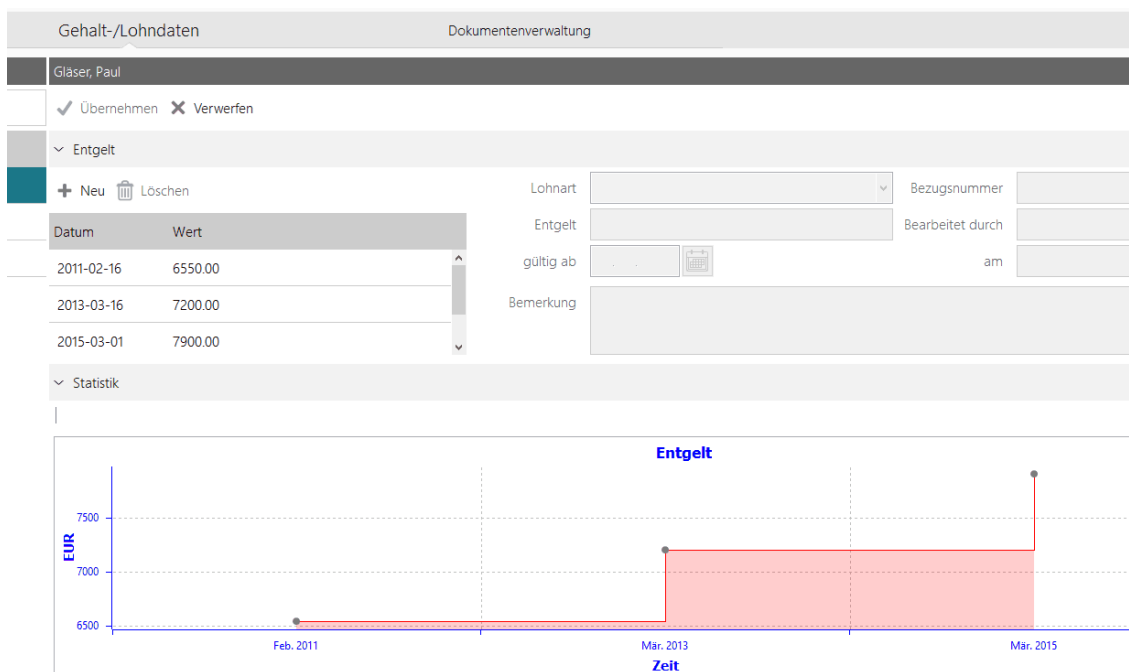 Gehalt-/Lohndaten Dokumentenverwaltung
Gläser, Paul
Übernehmen Verwerfen
Entgelt
Neu Löschen
Lohnart Bezugsnummer
Datum Wert
Entgelt Bearbeitet durch
2011-02-16 6550.00
gültig ab . . am
2013-03-16 7200.00
Bemerkung
2015-03-01 7900.00
Statistik
Entgelt
7500
EUR
7000
6500
Feb. 2011 Mär. 2013 Mär. 2015
Zeit